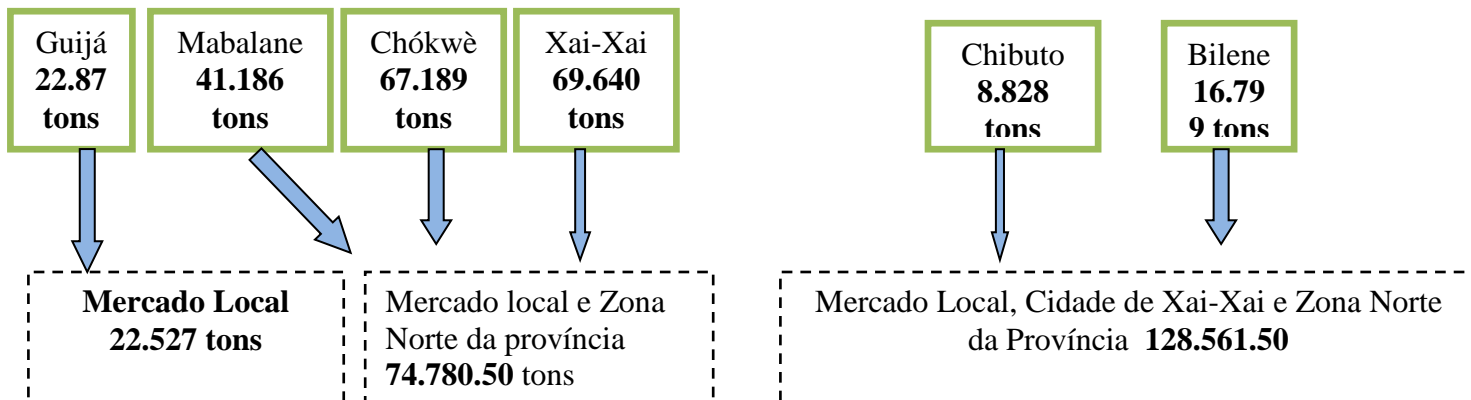 Guijá
22.87
tons
Mabalane
41.186
tons
Chókwè
67.189
tons
Xai-Xai
69.640
tons
Chibuto
8.828
tons
Bilene
16.79
9 tons
Mercado Local
22.527 tons
Mercado local e Zona
Norte da província
74.780.50 tons
Mercado Local, Cidade de Xai-Xai e Zona Norte
da Província 128.561.50